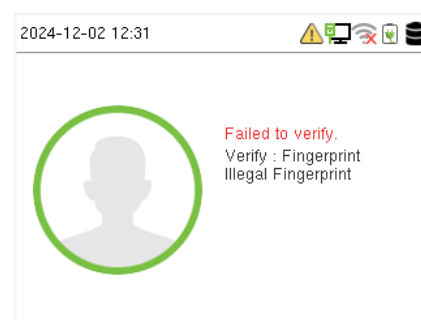 2024-12-02 12:31
Failed to verify.
Verify : Fingerprint
Illegal Fingerprint